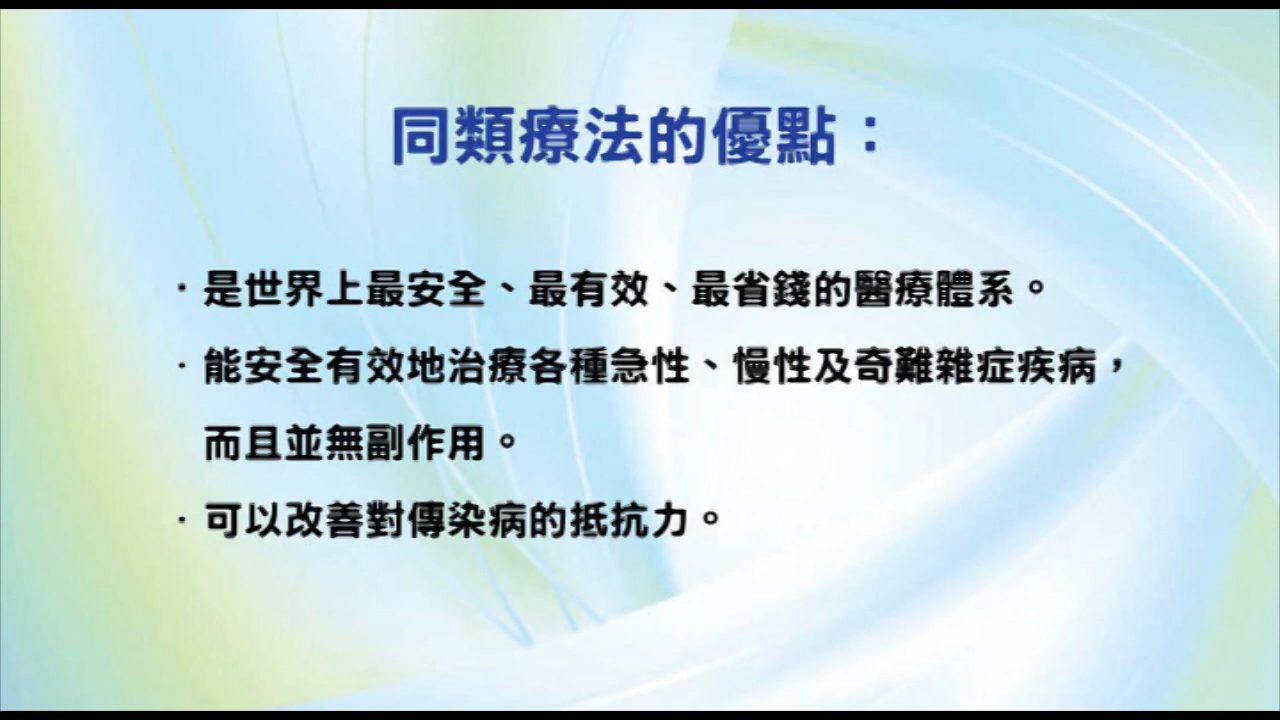 同類療法的優點：
·是世界上最安全、最有效、最省錢的醫療體系。
·能安全有效地治療各種急性、慢性及奇難雜症疾病，
而且並無副作用。
·可以改善對傳染病的抵抗力。